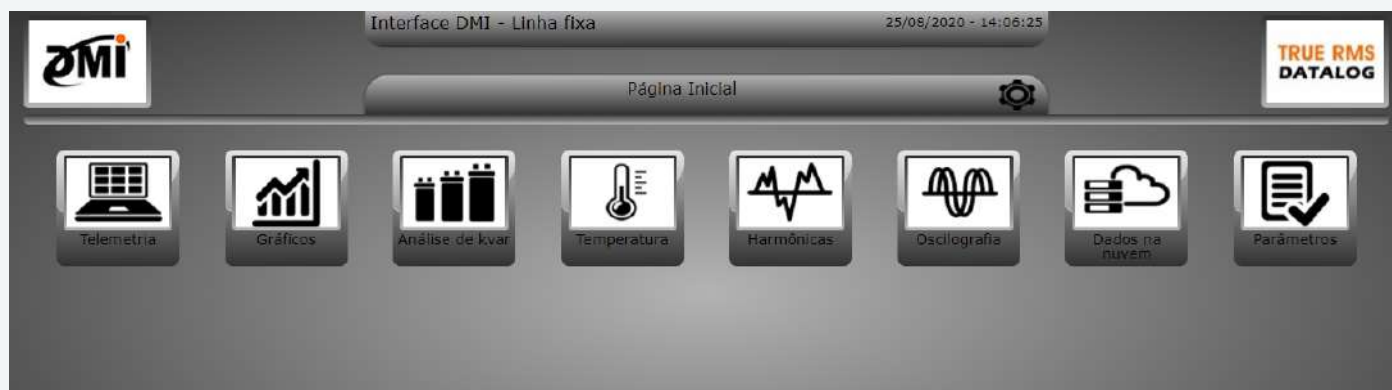 DMI
Interface DMI - Linha fixa
25/08/2020 - 14:06:25
TRUE RMS
DATALOG
Página Inicial
Telemetria
Gráficos
Análise de kvar
Temperatura
Harmônicas
Oscilografia
Dados na
nuvem
Parâmetros